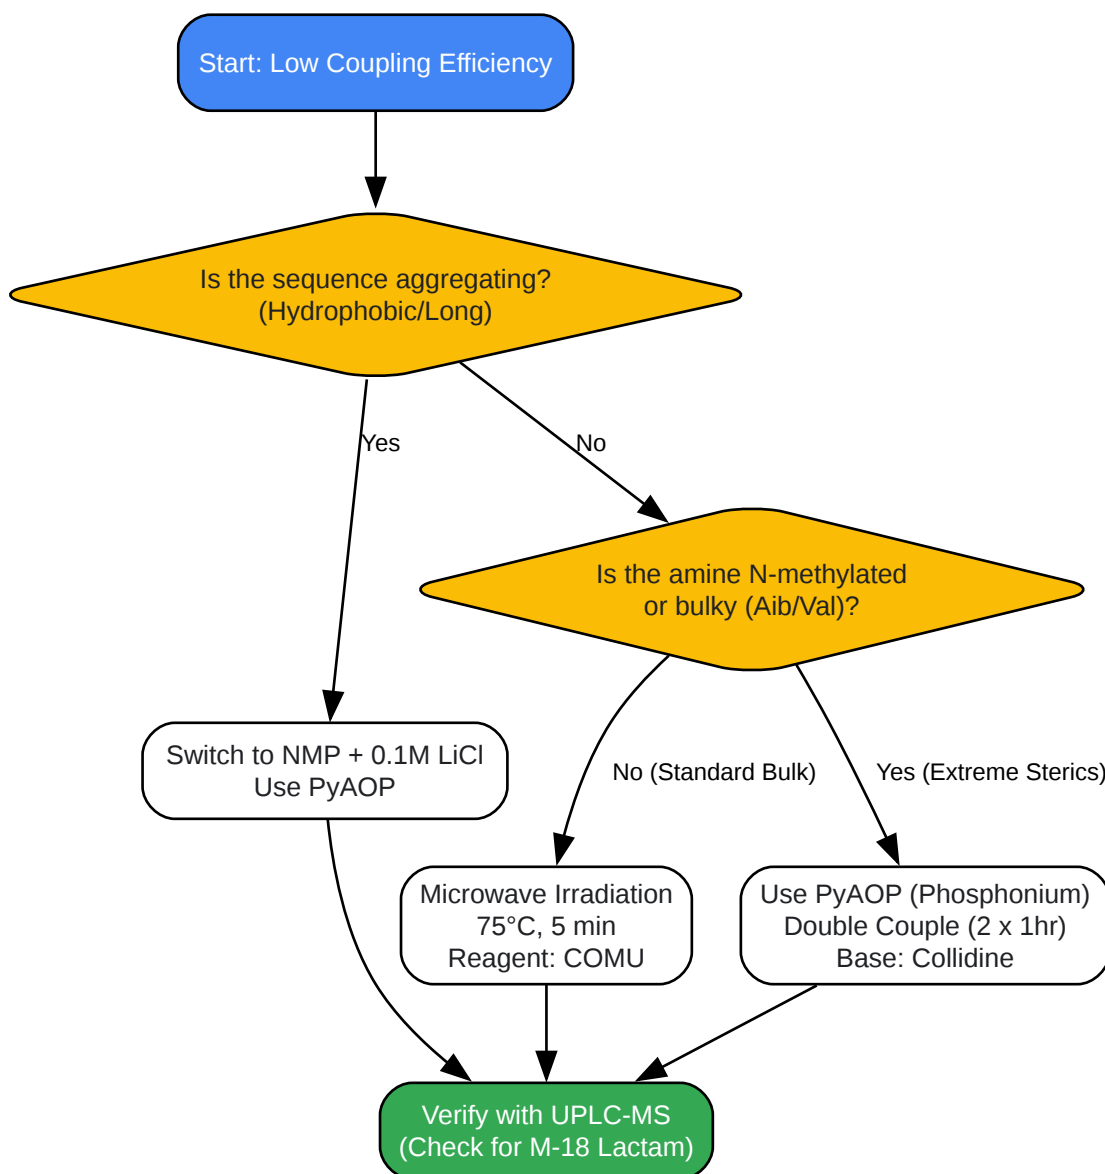 Start: Low Coupling Efficiency
Is the sequence aggregating?
(Hydrophobic/Long)
Yes
No
Is the amine N-methylated
or bulky (Aib/Val)?
Switch to NMP + 0.1M LiCl
Use PyAOP
No (Standard Bulk)
Yes (Extreme Sterics)
Microwave Irradiation
75°C, 5 min
Reagent: COMU
Use PyAOP (Phosphonium)
Double Couple (2 x 1hr)
Base: Collidine
Verify with UPLC-MS
(Check for M-18 Lactam)